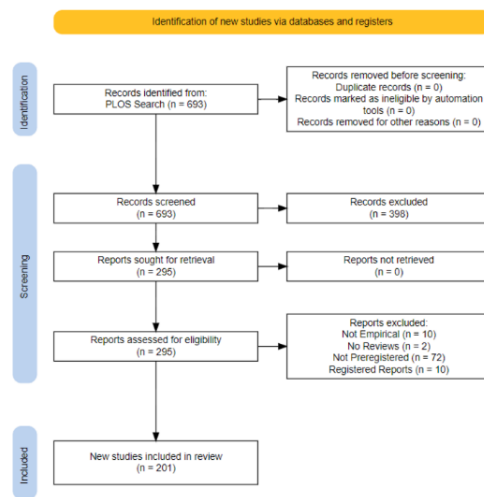 Identification of new studies via databases and registers
Identification
Records identified from:
PLOS Search (n = 693)
Records removed before screening:
Duplicate records (n = 0)
Records marked as ineligible by automation
tools (n = 0)
Records removed for other reasons (n = 0)
Screening
Records screened
(n = 693)
Records excluded
(n = 398)
Reports sought for retrieval
(n = 295)
Reports not retrieved
(n = 0)
Reports assessed for eligibility
(n = 295)
Reports excluded:
Not Empirical (n = 10)
No Reviews (n = 2)
Not Preregistered (n = 72)
Registered Reports (n = 10)
Included
New studies included in review
(n = 201)